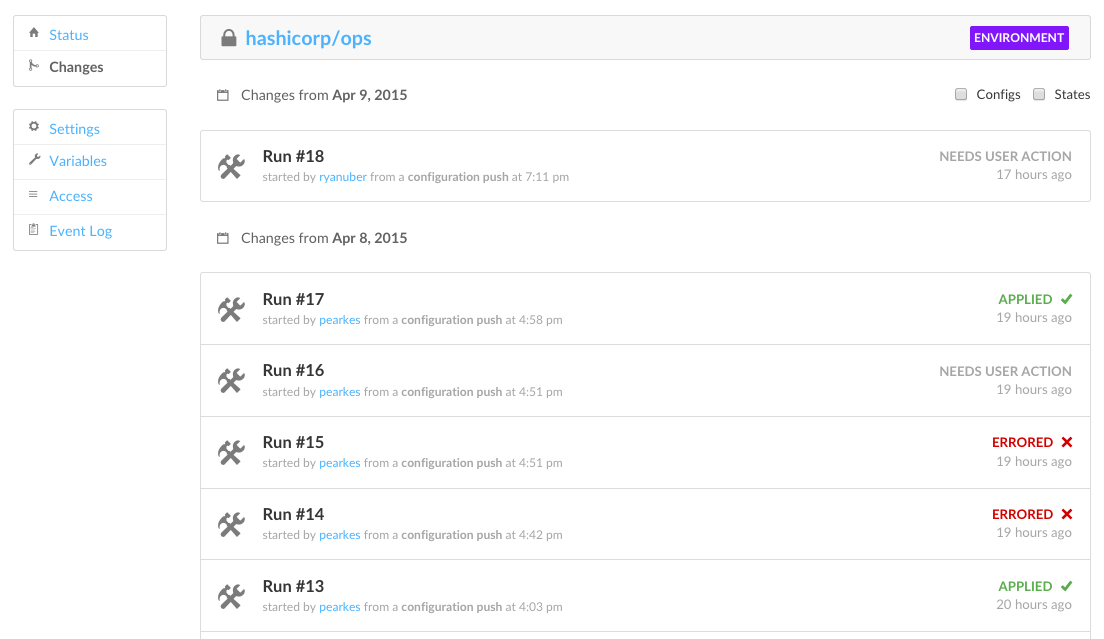 Status
Changes
Settings
Variables
Access
Event Log
hashicorp/ops
ENVIRONMENT
Changes from Apr 9, 2015
Configs States
Run #18
NEEDS USER ACTION
started by ryanuber from a configuration push at 7:11 pm
17 hours ago
Changes from Apr 8, 2015
Run #17
APPLIED
started by pearkes from a configuration push at 4:58 pm
19 hours ago
Run #16
NEEDS USER ACTION
started by pearkes from a configuration push at 4:51 pm
19 hours ago
Run #15
ERRORED
started by pearkes from a configuration push at 4:51 pm
19 hours ago
Run #14
ERRORED
started by pearkes from a configuration push at 4:42 pm
19 hours ago
Run #13
APPLIED
started by pearkes from a configuration push at 4:03 pm
20 hours ago